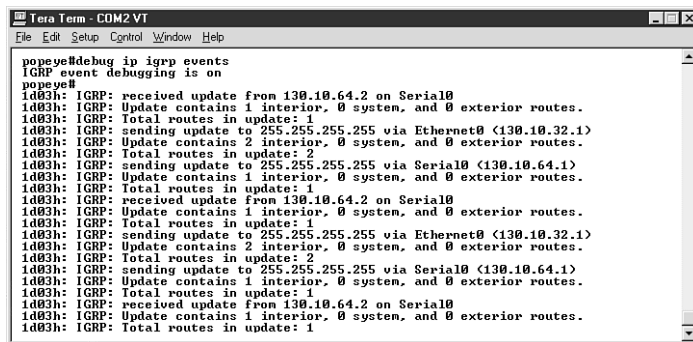 Tera Term - COM2 VT
File Edit Setup Control Window Help
popeye#debug ip igrp events
IGRP event debugging is on
popeye#
1d03h: IGRP: received update from 130.10.64.2 on Serial0
1d03h: IGRP: Update contains 1 interior, 0 system, and 0 exterior routes.
1d03h: IGRP: Total routes in update: 1
1d03h: IGRP: sending update to 255.255.255.255 via Ethernet0 (130.10.32.1)
1d03h: IGRP: Update contains 2 interior, 0 system, and 0 exterior routes.
1d03h: IGRP: Total routes in update: 2
1d03h: IGRP: sending update to 255.255.255.255 via Serial0 (130.10.64.1)
1d03h: IGRP: Update contains 1 interior, 0 system, and 0 exterior routes.
1d03h: IGRP: Total routes in update: 1
1d03h: IGRP: received update from 130.10.64.2 on Serial0
1d03h: IGRP: Update contains 1 interior, 0 system, and 0 exterior routes.
1d03h: IGRP: Total routes in update: 1
1d03h: IGRP: sending update to 255.255.255.255 via Ethernet0 (130.10.32.1)
1d03h: IGRP: Update contains 2 interior, 0 system, and 0 exterior routes.
1d03h: IGRP: Total routes in update: 2
1d03h: IGRP: sending update to 255.255.255.255 via Serial0 (130.10.64.1)
1d03h: IGRP: Update contains 1 interior, 0 system, and 0 exterior routes.
1d03h: IGRP: Total routes in update: 1
1d03h: IGRP: received update from 130.10.64.2 on Serial0
1d03h: IGRP: Update contains 1 interior, 0 system, and 0 exterior routes.
1d03h: IGRP: Total routes in update: 1